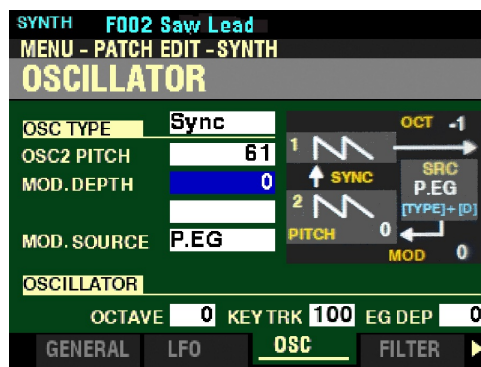 SYNTH F002 Saw Lead
MENU - PATCH EDIT - SYNTH
OSCILLATOR
OSC TYPE Sync
OSC2 PITCH 61
MOD. DEPTH 0
MOD. SOURCE P.EG
OCT -1
1
SYNC
SRC
P.EG
2
[TYPE]+[D]
PITCH 0
MOD 0
OSCILLATOR
OCTAVE 0 KEY TRK 100 EG DEP 0
GENERAL LFO OSC FILTER